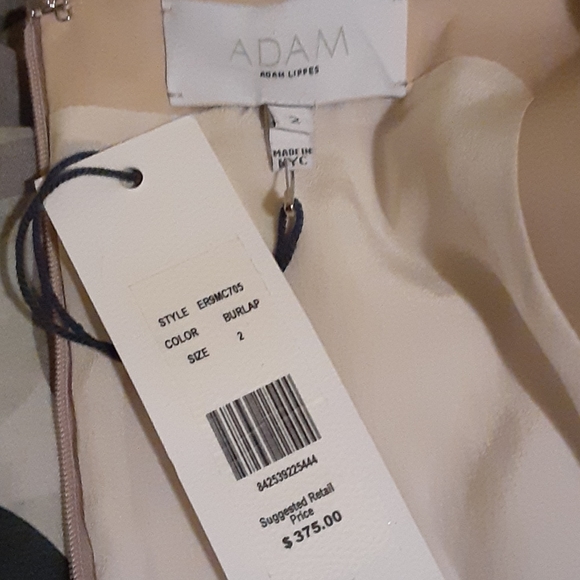 ADAM
ADAM LIPPES
2
MADE IN
NYC
STYLE ER9MC705
COLOR BURLAP
SIZE 2
842539225444
Suggested Retail
Price
$375.00